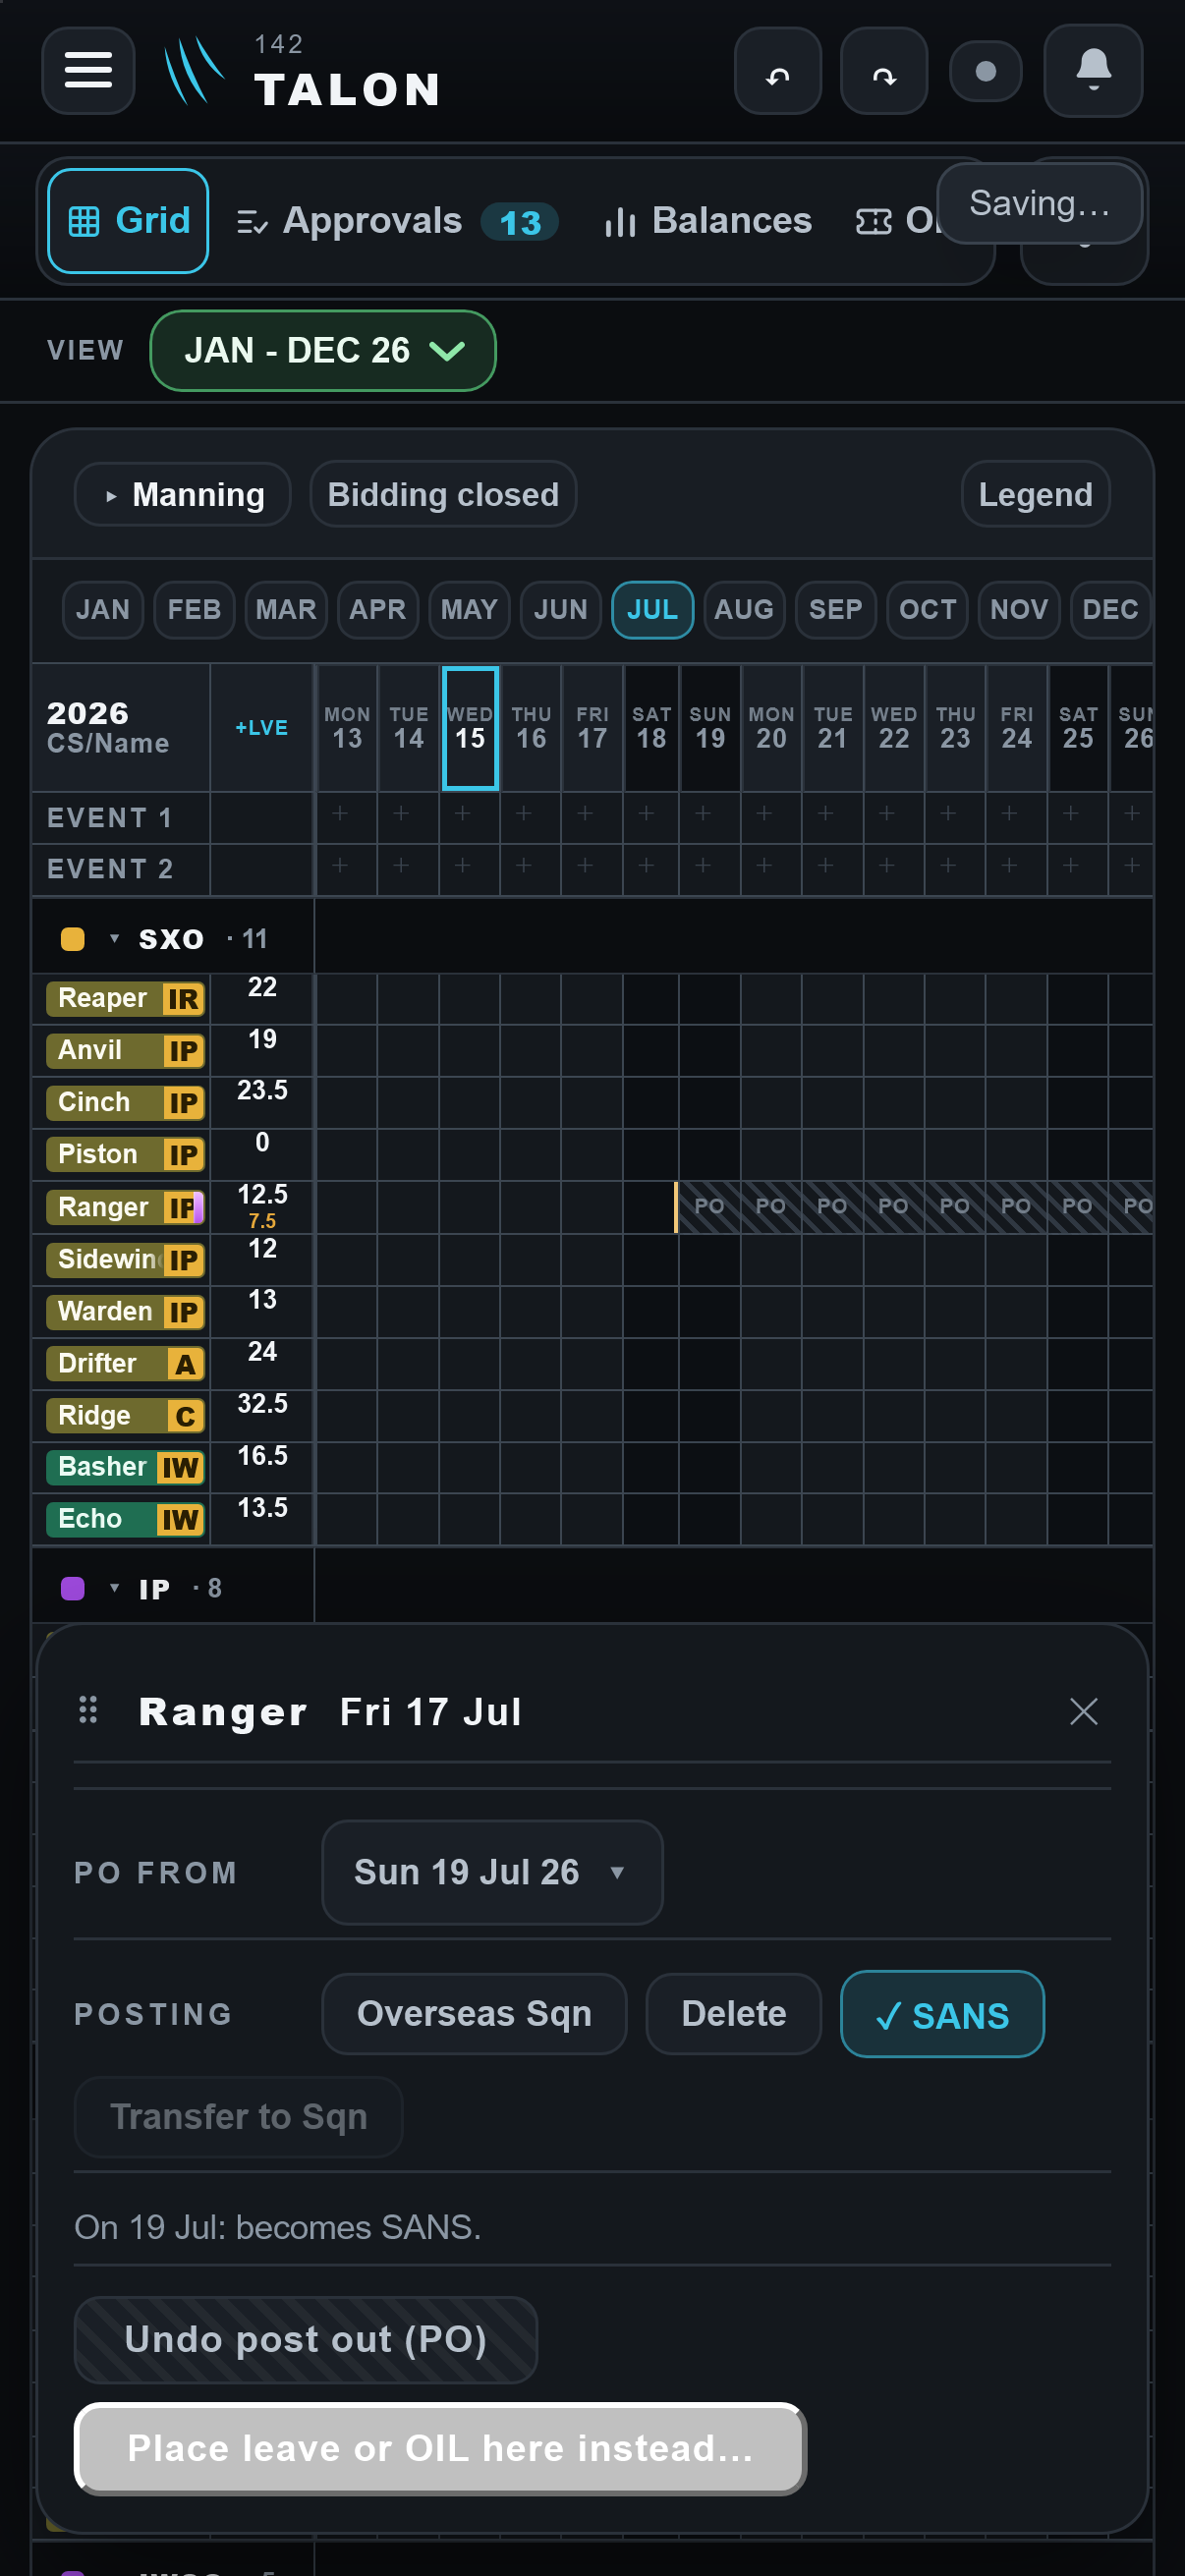 142
TALON
Grid Approvals 13 Balances
Saving...
VIEW JAN - DEC 26
Manning Bidding closed Legend
JAN FEB MAR APR MAY JUN JUL AUG SEP OCT NOV DEC
2026
CS/Name
+LVE
MON 13 TUE 14 WED 15 THU 16 FRI 17 SAT 18 SUN 19 MON 20 TUE 21 WED 22 THU 23 FRI 24 SAT 25 SUN 26
EVENT 1 + + + + + + + + + + + + + +
EVENT 2 + + + + + + + + + + + + + +
SXO · 11
Reaper IR 22
Anvil IP 19
Cinch IP 23.5
Piston IP 0
Ranger IP 12.5 7.5 PO PO PO PO PO PO PO PO
IP 12
Warden IP 13
Drifter A 24
Ridge C 32.5
Basher IW 16.5
Echo IW 13.5
IP · 8
Ranger Fri 17 Jul
PO FROM Sun 19 Jul 26
POSTING Overseas Sqn Delete ✓ SANS
Transfer to Sqn
On 19 Jul: becomes SANS.
Undo post out (PO)
Place leave or OIL here instead...